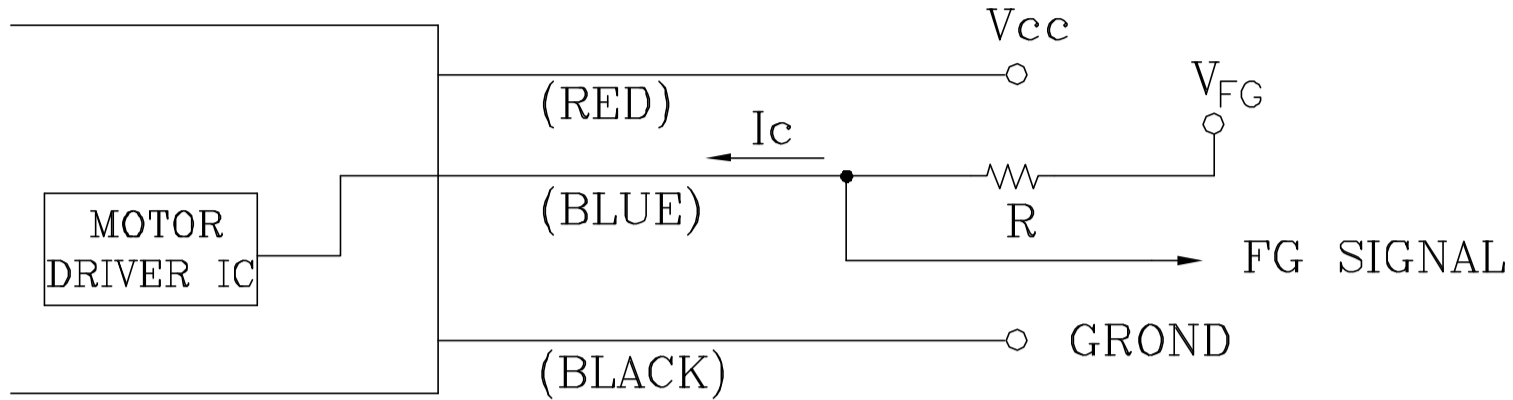 Vcc
(RED)
VFG
Ic
(BLUE)
R
MOTOR
DRIVER IC
FG SIGNAL
GROND
(BLACK)